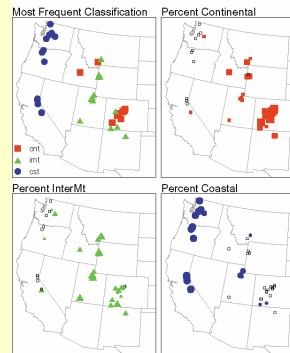 Most Frequent Classification
Percent Continental
cnt
imt
cst
Percent InterMt
Percent Coastal